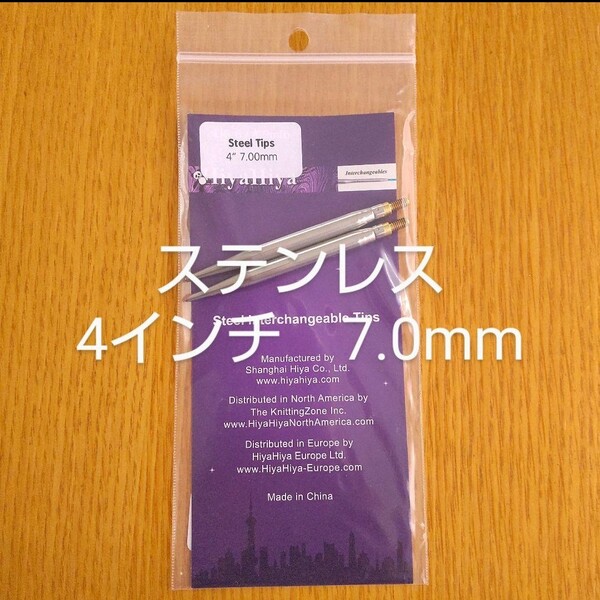 Steel Tips
4" 7.00mm
HiyaHiya
Interchangeables
ステンレス
4インチ 7.0mm
Steel Interchangeable Tips
Manufactured by
Shanghai Hiya Co., Ltd.
www.hiyahiya.com
Distributed in North America by
The KnittingZone Inc.
www.HiyaHiyaNorthAmerica.com
Distributed in Europe by
HiyaHiya Europe Ltd.
www.HiyaHiya-Europe.com
Made in China